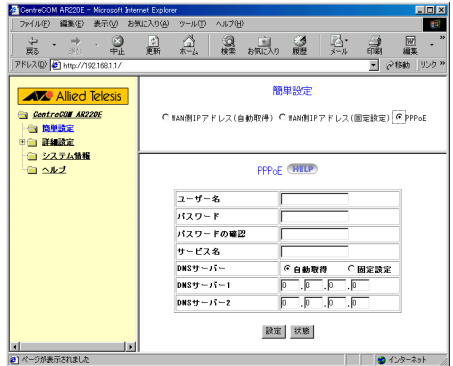 CentreCOM AR220E - Microsoft Internet Explorer
ファイル(F) 編集(E) 表示(V) お気に入り(A) ツール(T) ヘルプ(H)
戻る 進む 中止 更新 ホーム 検索 お気に入り 履歴 メール 印刷 編集 »
アドレス(D) http://192.168.1.1/ 移動 リンク »
Allied Telesis
CentreCOM AR220E
簡単設定
詳細設定
システム情報
ヘルプ
簡単設定
WAN側IPアドレス(自動取得) WAN側IPアドレス(固定設定) PPPoE
PPPoE HELP
ユーザー名
パスワード
パスワードの確認
サービス名
DNSサーバー 自動取得 固定設定
DNSサーバー1 0 .0 .0 .0
DNSサーバー2 0 .0 .0 .0
設定 状態
ページが表示されました インターネット